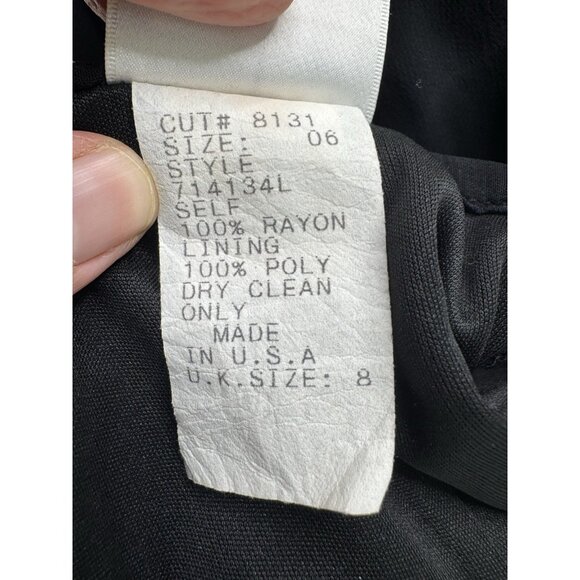 CUT# 8131
SIZE: 06
STYLE
714134L
SELF
100% RAYON
LINING
100% POLY
DRY CLEAN
ONLY
MADE
IN U.S.A
U.K.SIZE: 8